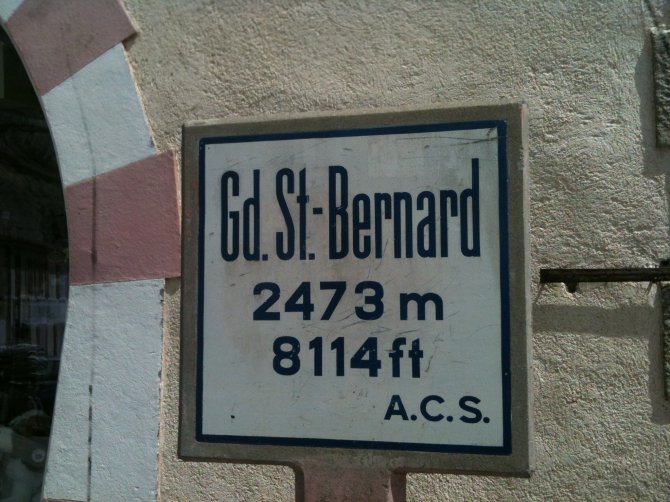 Gd. St.-Bernard
2473 m
8114 ft
A.C.S.